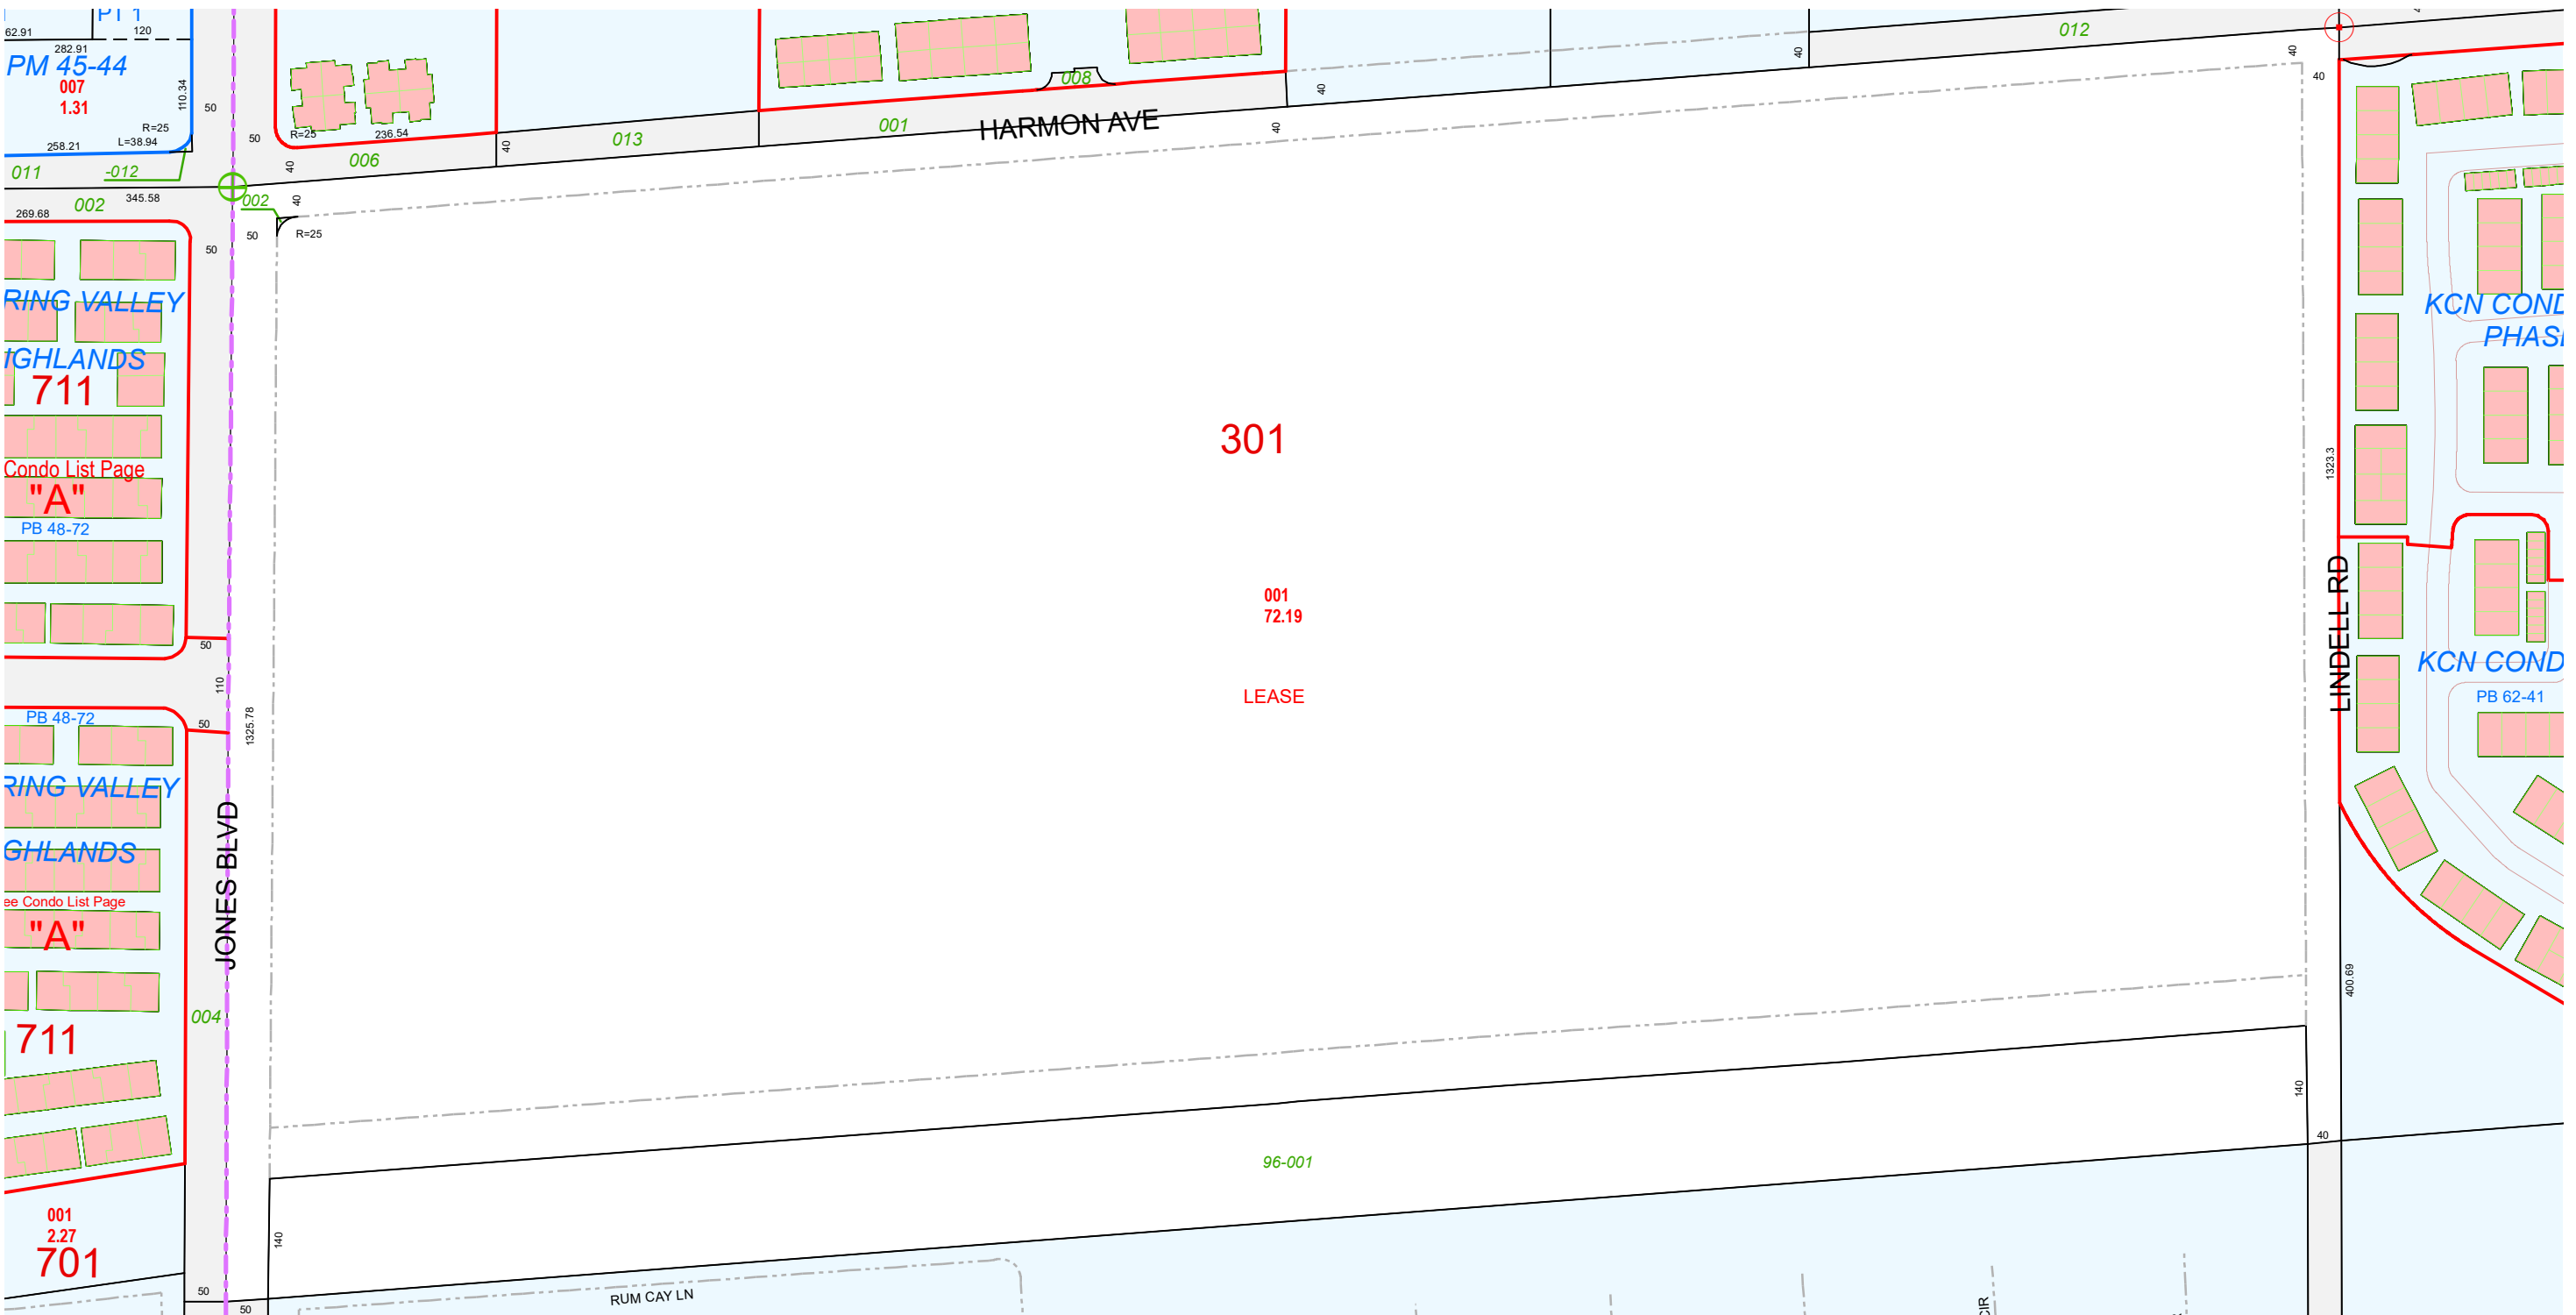 PT 1
62.91
120
282.91
PM 45-44
007
1.31
110.34
R=25
L=38.94
258.21
011
-012
345.58
002
269.68
50
50
R=25
236.54
40
006
40
013
001
008
HARMON AVE
40
40
40
012
40
40
002
40
50
50
R=25
RING VALLEY
IGHLANDS
711
Condo List Page
"A"
PB 48-72
50
110
50
PB 48-72
1325.78
RING VALLEY
GHLANDS
JONES BLVD
ee Condo List Page
"A"
711
004
001
2.27
701
50
50
140
301
001
72.19
LEASE
96-001
RUM CAY LN
CIR
140
40
1323.3
LINDELL RD
400.69
KCN COND
PHAS
KCN COND
PB 62-41